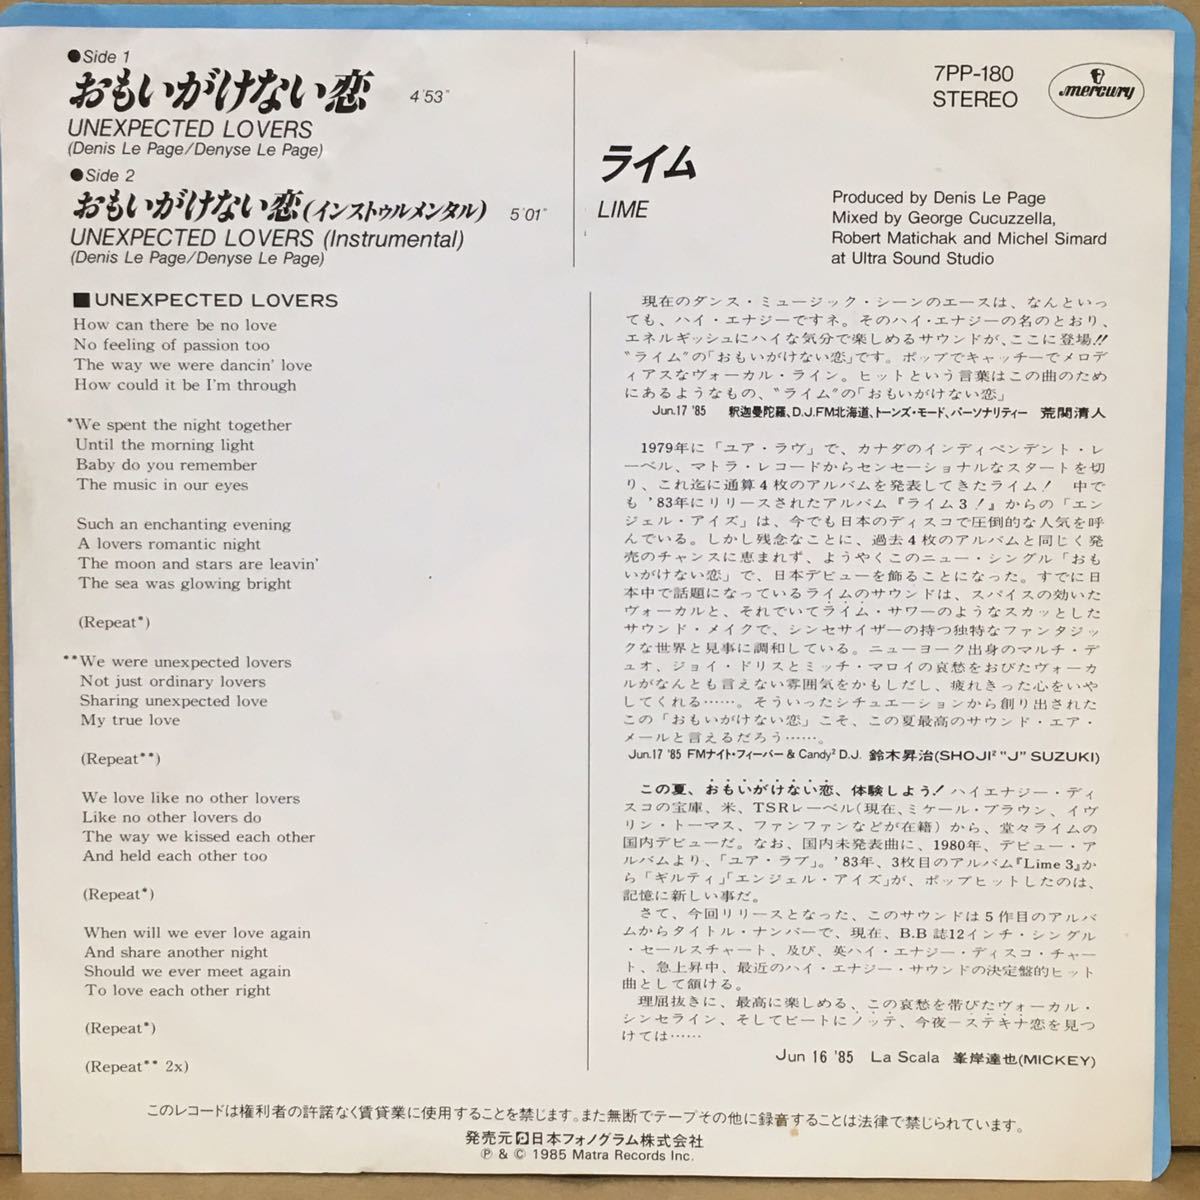 ●Side 1
おもいがけない恋 4'53"
UNEXPECTED LOVERS
(Denis Le Page/Denyse Le Page)
●Side 2
おもいがけない恋(インストゥルメンタル) 5'01"
UNEXPECTED LOVERS (Instrumental)
(Denis Le Page/Denyse Le Page)
ライム
LIME
7PP-180
STEREO
mercury
Produced by Denis Le Page
Mixed by George Cucuzzella,
Robert Matichak and Michel Simard
at Ultra Sound Studio
■UNEXPECTED LOVERS
How can there be no love
No feeling of passion too
The way we were dancin' love
How could it be I'm through
*We spent the night together
Until the morning light
Baby do you remember
The music in our eyes
Such an enchanting evening
A lovers romantic night
The moon and stars are leavin'
The sea was glowing bright
(Repeat*)
**We were unexpected lovers
Not just ordinary lovers
Sharing unexpected love
My true love
(Repeat**)
We love like no other lovers
Like no other lovers do
The way we kissed each other
And held each other too
(Repeat*)
When will we ever love again
And share another night
Should we ever meet again
To love each other right
(Repeat*)
(Repeat** 2x)
現在のダンス・ミュージック・シーンのエースは、なんといっ
ても、ハイ・エナジーですネ。そのハイ・エナジーの名のとおり、
エネルギッシュにハイな気分で楽しめるサウンドが、ここに登場!!
"ライム"の「おもいがけない恋」です。ポップでキャッチーでメロデ
ィアスなヴォーカル・ライン。ヒットという言葉はこの曲のため
にあるようなもの、"ライム"の「おもいがけない恋」
Jun.17 '85 釈迦曼陀羅、D.J.FM北海道、トーンズ・モード、パーソナリティー 荒関清人
1979年に「ユア・ラヴ」で、カナダのインディペンデント・レ
ーベル、マトラ・レコードからセンセーショナルなスタートを切
り、これ迄に通算4枚のアルバムを発表してきたライム! 中で
も '83年にリリースされたアルバム『ライム3!』からの「エン
ジェル・アイズ」は、今でも日本のディスコで圧倒的な人気を呼
んでいる。しかし残念なことに、過去4枚のアルバムと同じく発
売のチャンスに恵まれず、ようやくこのニュー・シングル「おも
いがけない恋」で、日本デビューを飾ることになった。すでに日
本中で話題になっているライムのサウンドは、スパイスの効いた
ヴォーカルと、それでいてライム・サワーのようなスカッとした
サウンド・メイクで、シンセサイザーの持つ独特なファンタジッ
クな世界と見事に調和している。ニューヨーク出身のマルチ・デ
ュオ、ジョイ・ドリスとミッチ・マロイの哀愁をおびたヴォーカ
ルがなんとも言えない雰囲気をかもしだし、疲れきった心をいや
してくれる……。そういったシチュエーションから創り出された
この「おもいがけない恋」こそ、この夏最高のサウンド・エア・
メールと言えるだろう……。
Jun.17 '85 FMナイト・フィーバー & Candy² D.J. 鈴木昇治(SHOJI² "J" SUZUKI)
この夏、おもいがけない恋、体験しよう! ハイエナジー・ディ
スコの宝庫、米、TSRレーベル(現在、ミケール・ブラウン、イヴ
リン・トーマス、ファンファンなどが在籍)から、堂々ライムの
国内デビューだ。なお、国内未発表曲に、1980年、デビュー・ア
ルバムより、「ユア・ラブ」。'83年、3枚目のアルバム『Lime 3』か
ら「ギルティ」「エンジェル・アイズ」が、ポップヒットしたのは、
記憶に新しい事だ。
さて、今回リリースとなった、このサウンドは5作目のアルバ
ムからタイトル・ナンバーで、現在、B.B誌12インチ・シングル
・セールスチャート、及び、英ハイ・エナジー・ディスコ・チャー
ト、急上昇中、最近のハイ・エナジー・サウンドの決定盤的ヒット
曲として頷ける。
理屈抜きに、最高に楽しめる、この哀愁を帯びたヴォーカル・
シンセライン、そしてビートにノッテ、今夜―ステキナ恋を見つ
けては……
Jun 16 '85 La Scala 峯岸達也(MICKEY)
このレコードは権利者の許諾なく賃貸業に使用することを禁じます。また無断でテープその他に録音することは法律で禁じられています。
発売元 日本フォノグラム株式会社
℗ & © 1985 Matra Records Inc.